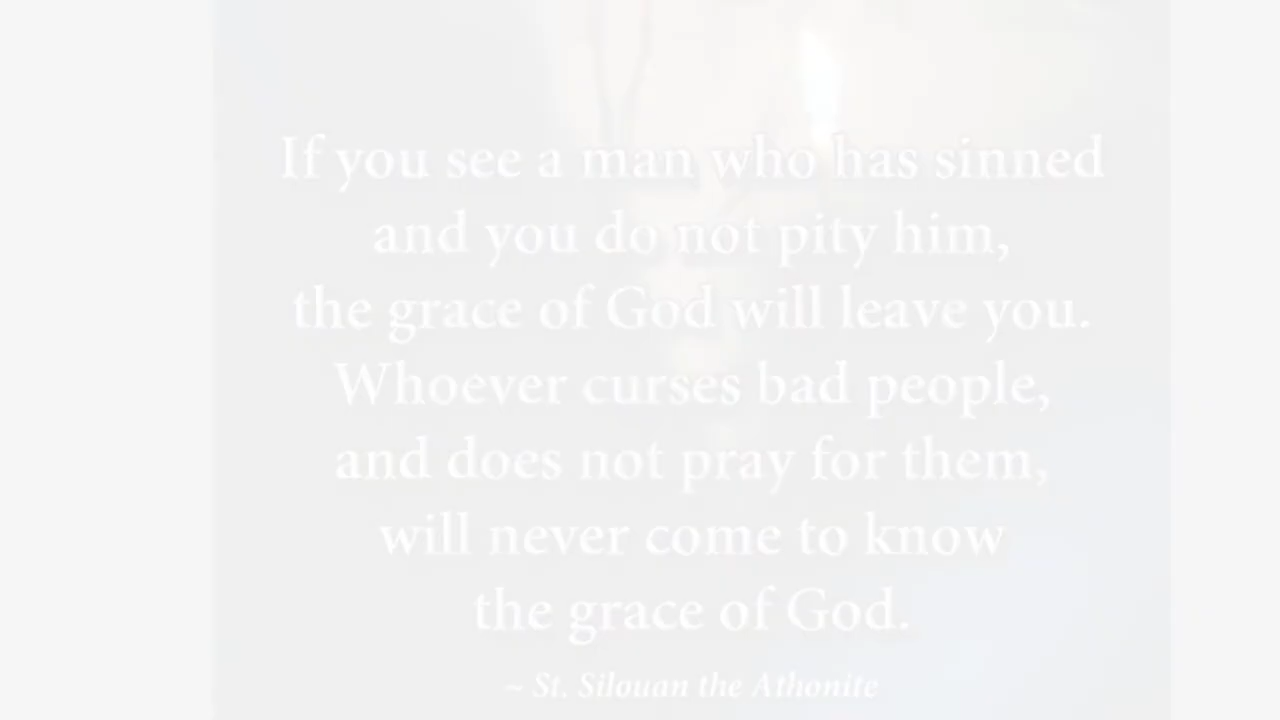 If you see a man who has sinned
and you do not pity him,
the grace of God will leave you.
Whoever curses bad people,
and does not pray for them,
will never come to know
the grace of God.
~ St. Silouan the Athonite